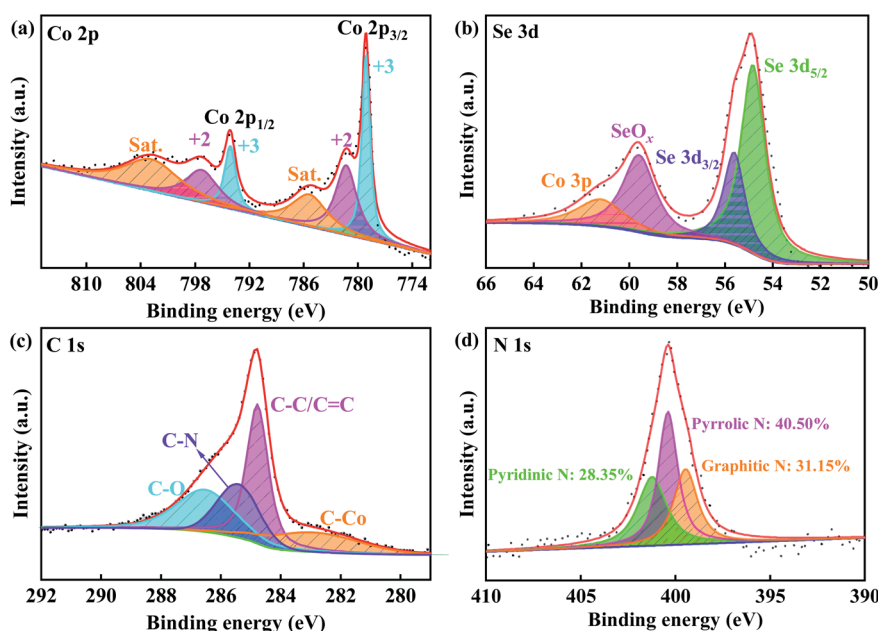 (a) Co 2p
Co 2p3/2
+3
Co 2p1/2
+2
+3
+2
Sat.
Sat.
Intensity (a.u.)
810 804 798 792 786 780 774
Binding energy (eV)
(b) Se 3d
Se 3d5/2
SeOx
Se 3d3/2
Co 3p
Intensity (a.u.)
66 64 62 60 58 56 54 52 50
Binding energy (eV)
(c) C 1s
C-C/C=C
C-N
C-O
C-Co
Intensity (a.u.)
292 290 288 286 284 282 280
Binding energy (eV)
(d) N 1s
Pyrrolic N: 40.50%
Pyridinic N: 28.35%
Graphitic N: 31.15%
Intensity (a.u.)
410 405 400 395 390
Binding energy (eV)